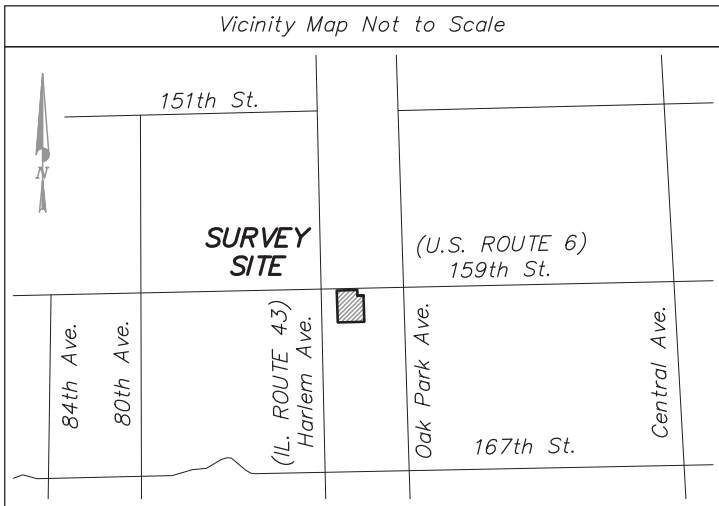 Vicinity Map Not to Scale
151th St.
N
SURVEY
SITE
(U.S. ROUTE 6)
159th St.
84th Ave.
80th Ave.
(IL. ROUTE 43)
Harlem Ave.
Oak Park Ave.
Central Ave.
167th St.